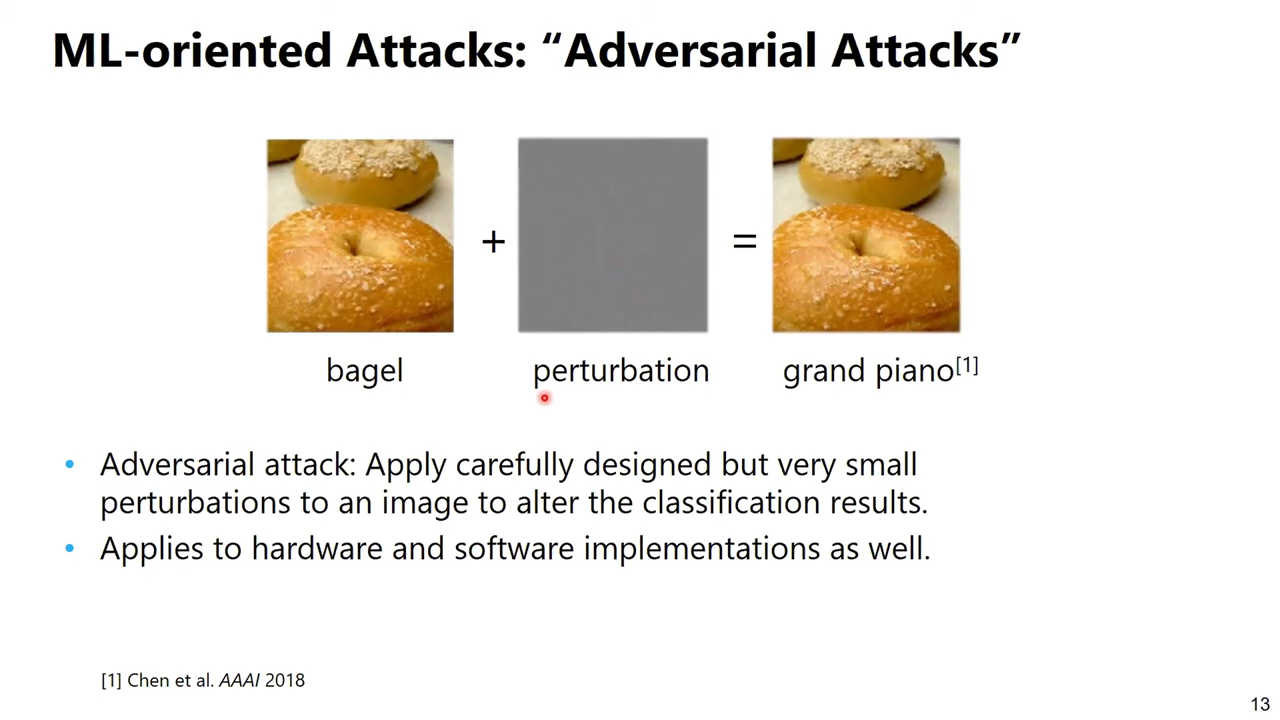 ML-oriented Attacks: “Adversarial Attacks”
+
=
bagel
perturbation
grand piano[1]
• Adversarial attack: Apply carefully designed but very small
perturbations to an image to alter the classification results.
• Applies to hardware and software implementations as well.
[1] Chen et al. AAAI 2018
13